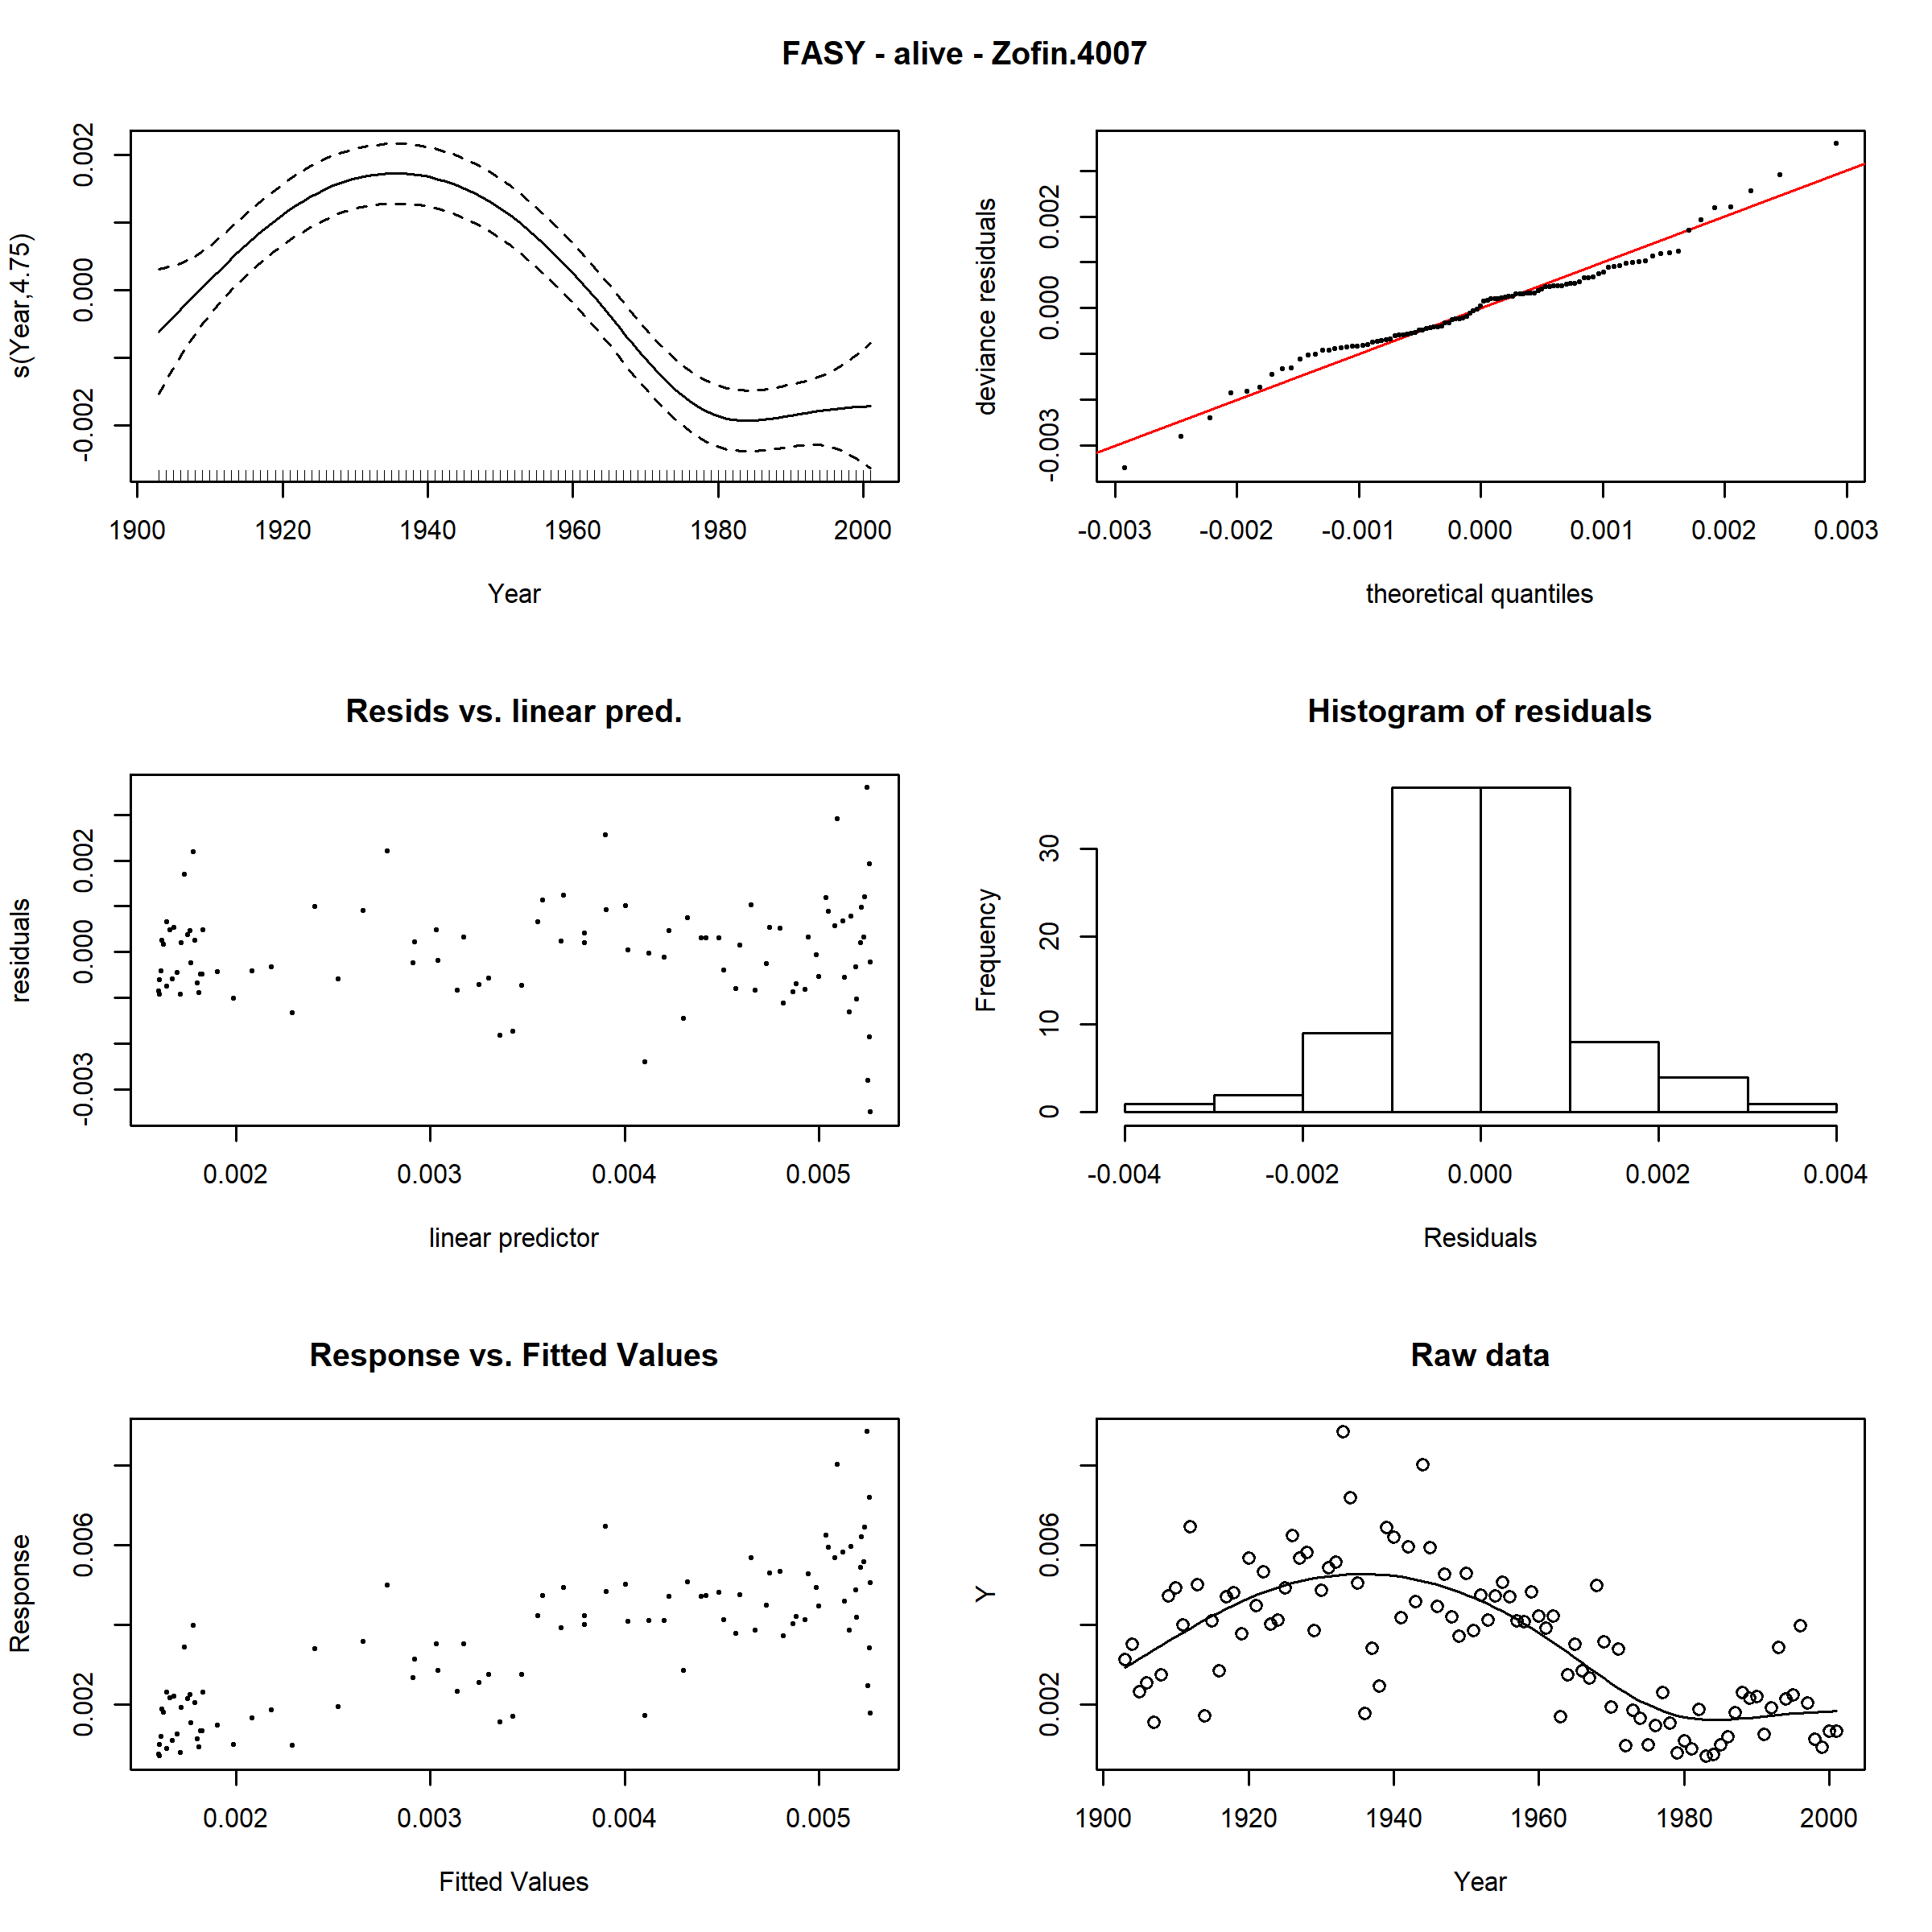 FASY - alive - Zofin.4007
s(Year,4.75)
-0.002 0.000 0.002
1900 1920 1940 1960 1980 2000
Year
deviance residuals
-0.003 0.000 0.002
-0.003 -0.002 -0.001 0.000 0.001 0.002 0.003
theoretical quantiles
Resids vs. linear pred.
residuals
-0.003 0.000 0.002
0.002 0.003 0.004 0.005
linear predictor
Histogram of residuals
Frequency
0 10 20 30
-0.004 -0.002 0.000 0.002 0.004
Residuals
Response vs. Fitted Values
Response
0.002 0.006
0.002 0.003 0.004 0.005
Fitted Values
Raw data
Y
0.002 0.006
1900 1920 1940 1960 1980 2000
Year